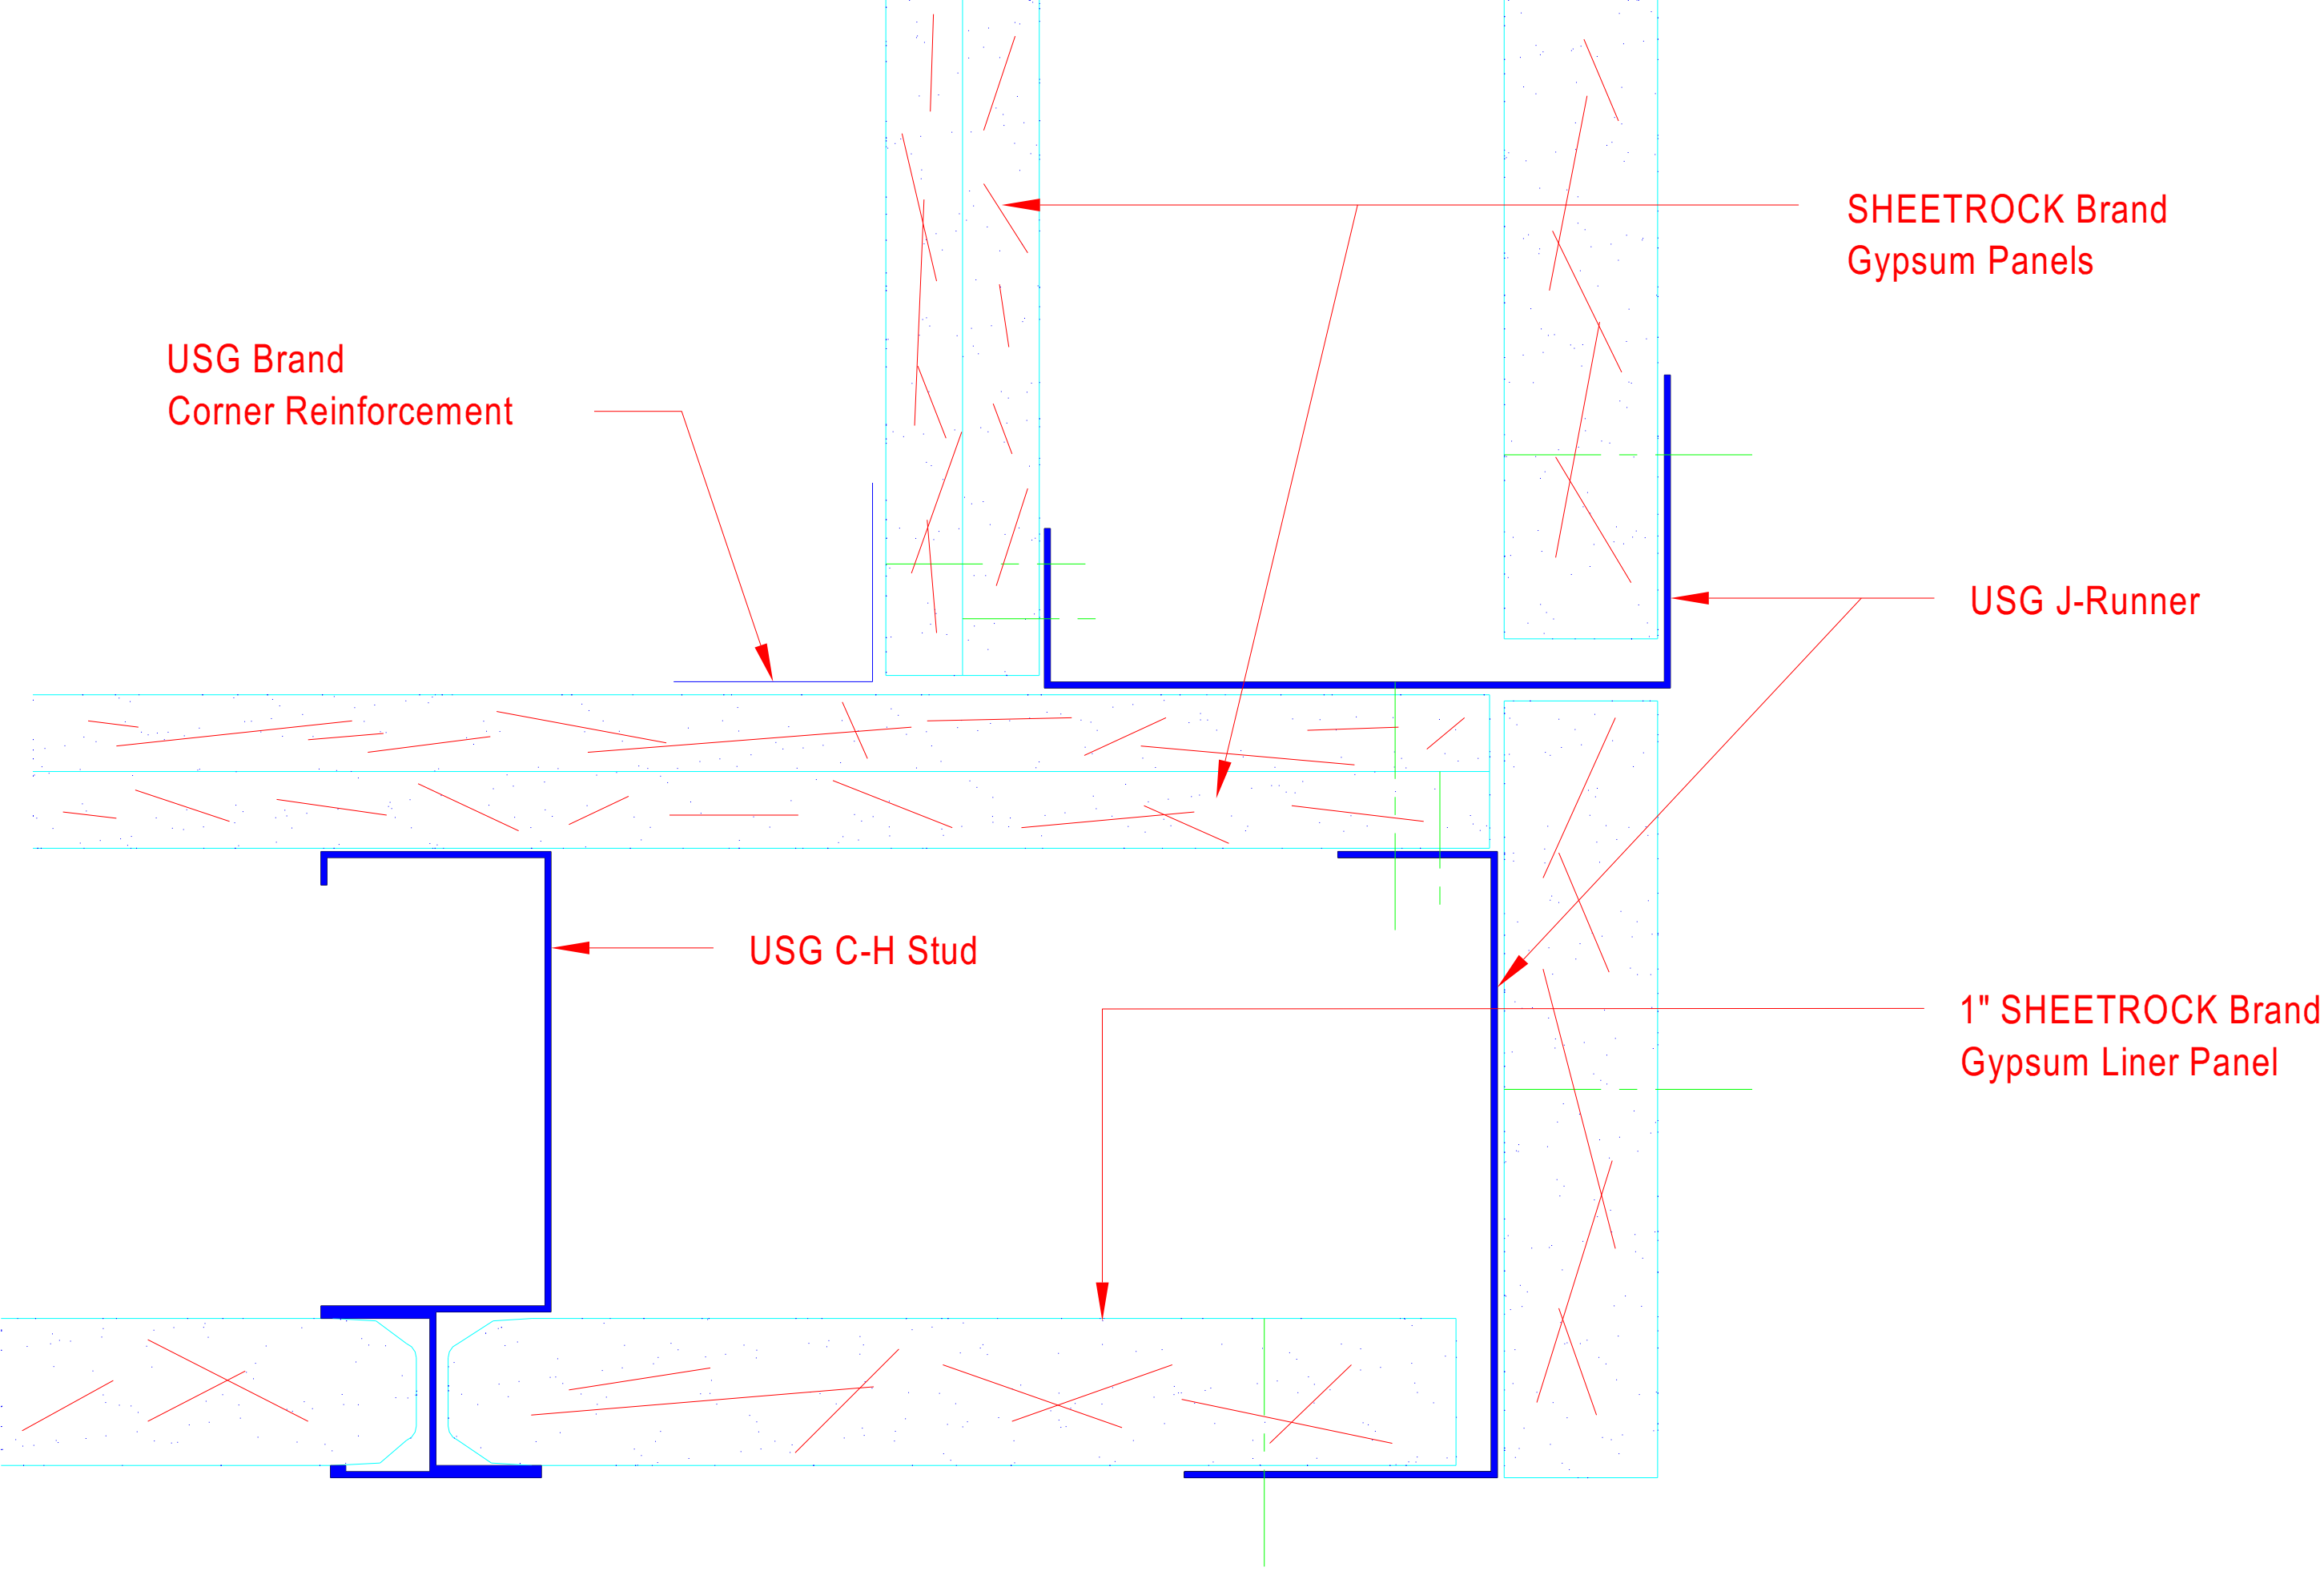 SHEETROCK Brand
Gypsum Panels
USG Brand
Corner Reinforcement
USG J-Runner
USG C-H Stud
1" SHEETROCK Brand
Gypsum Liner Panel